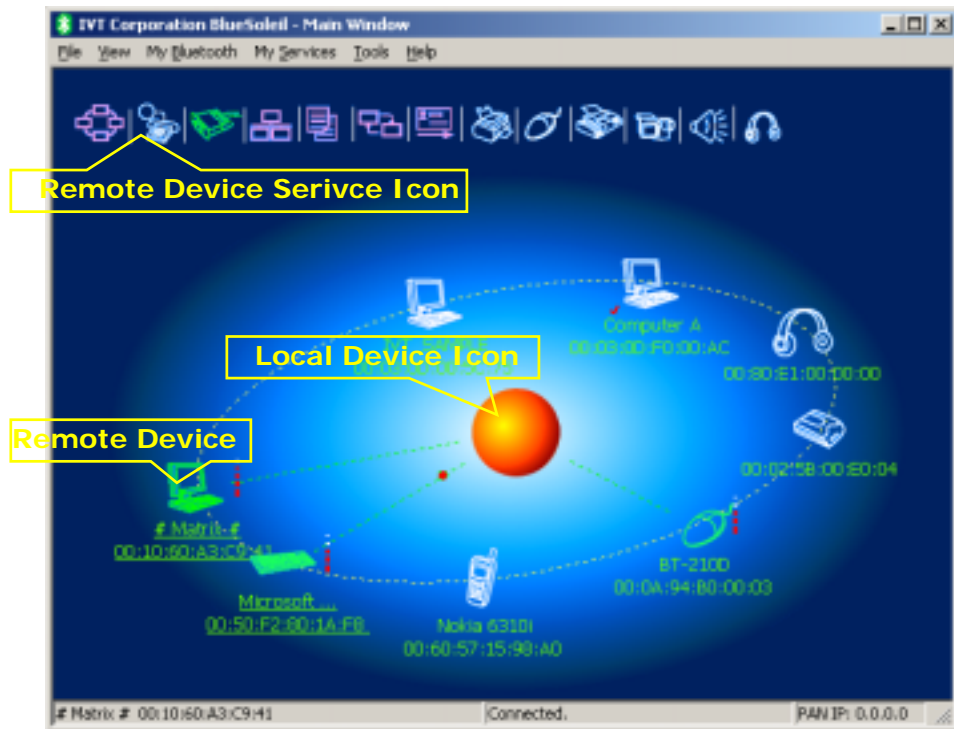 IVT Corporation BlueSoleil - Main Window
File View My Bluetooth My Services Tools Help
Remote Device Serivce Icon
Computer A
00:03:0D:F0:00:AC
Local Device Icon
00:80:E1:00:00:00
Remote Device
00:02:5B:00:E0:04
# Matrix #
00:10:60:A3:C9:41
BT-210D
00:0A:94:B0:00:03
Microsoft ...
00:50:F2:80:1A:F8
Nokia 6310i
00:60:57:15:98:A0
# Matrix # 00:10:60:A3:C9:41 Connected. PAN IP: 0.0.0.0